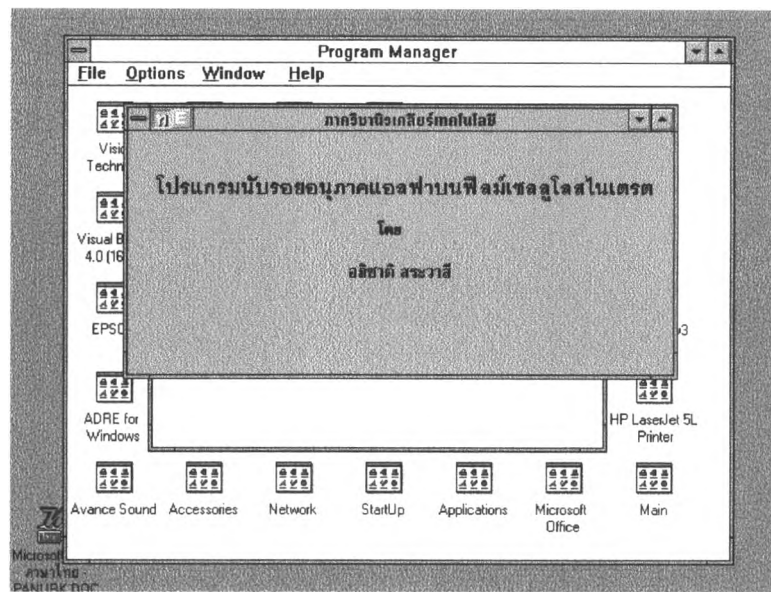 Program Manager
File Options Window Help
ภาควิชานิวเคลียร์เทคโนโลยี
Visi
Techn
โปรแกรมนับรอยอนุภาคแอลฟาบนฟิล์มเซลลูโลสไนเตรต
Visual B
4.0 (16
โดย
อภิชาติ สระวาสี
EPSO
ADRE for
Windows
HP LaserJet 5L
Printer
Avance Sound
Accessories
Network
StartUp
Applications
Microsoft
Office
Main
Microsoft
ภาษาไทย -
PANURK.DOC